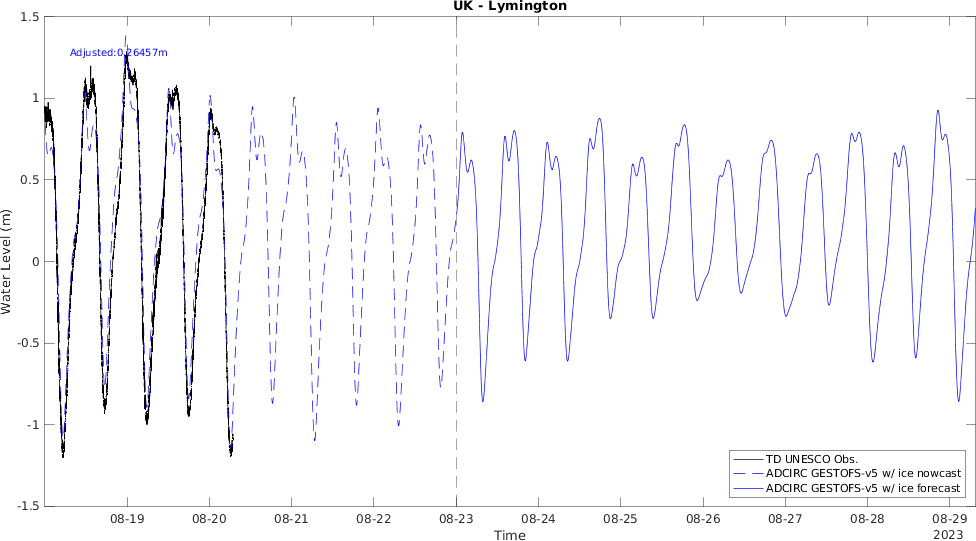 UK - Lymington
1.5
Adjusted:0.26457m
1
0.5
0
-0.5
-1
-1.5
Water Level (m)
TD UNESCO Obs.
ADCIRC GESTOFS-v5 w/ ice nowcast
ADCIRC GESTOFS-v5 w/ ice forecast
08-19 08-20 08-21 08-22 08-23 08-24 08-25 08-26 08-27 08-28 08-29
Time
2023